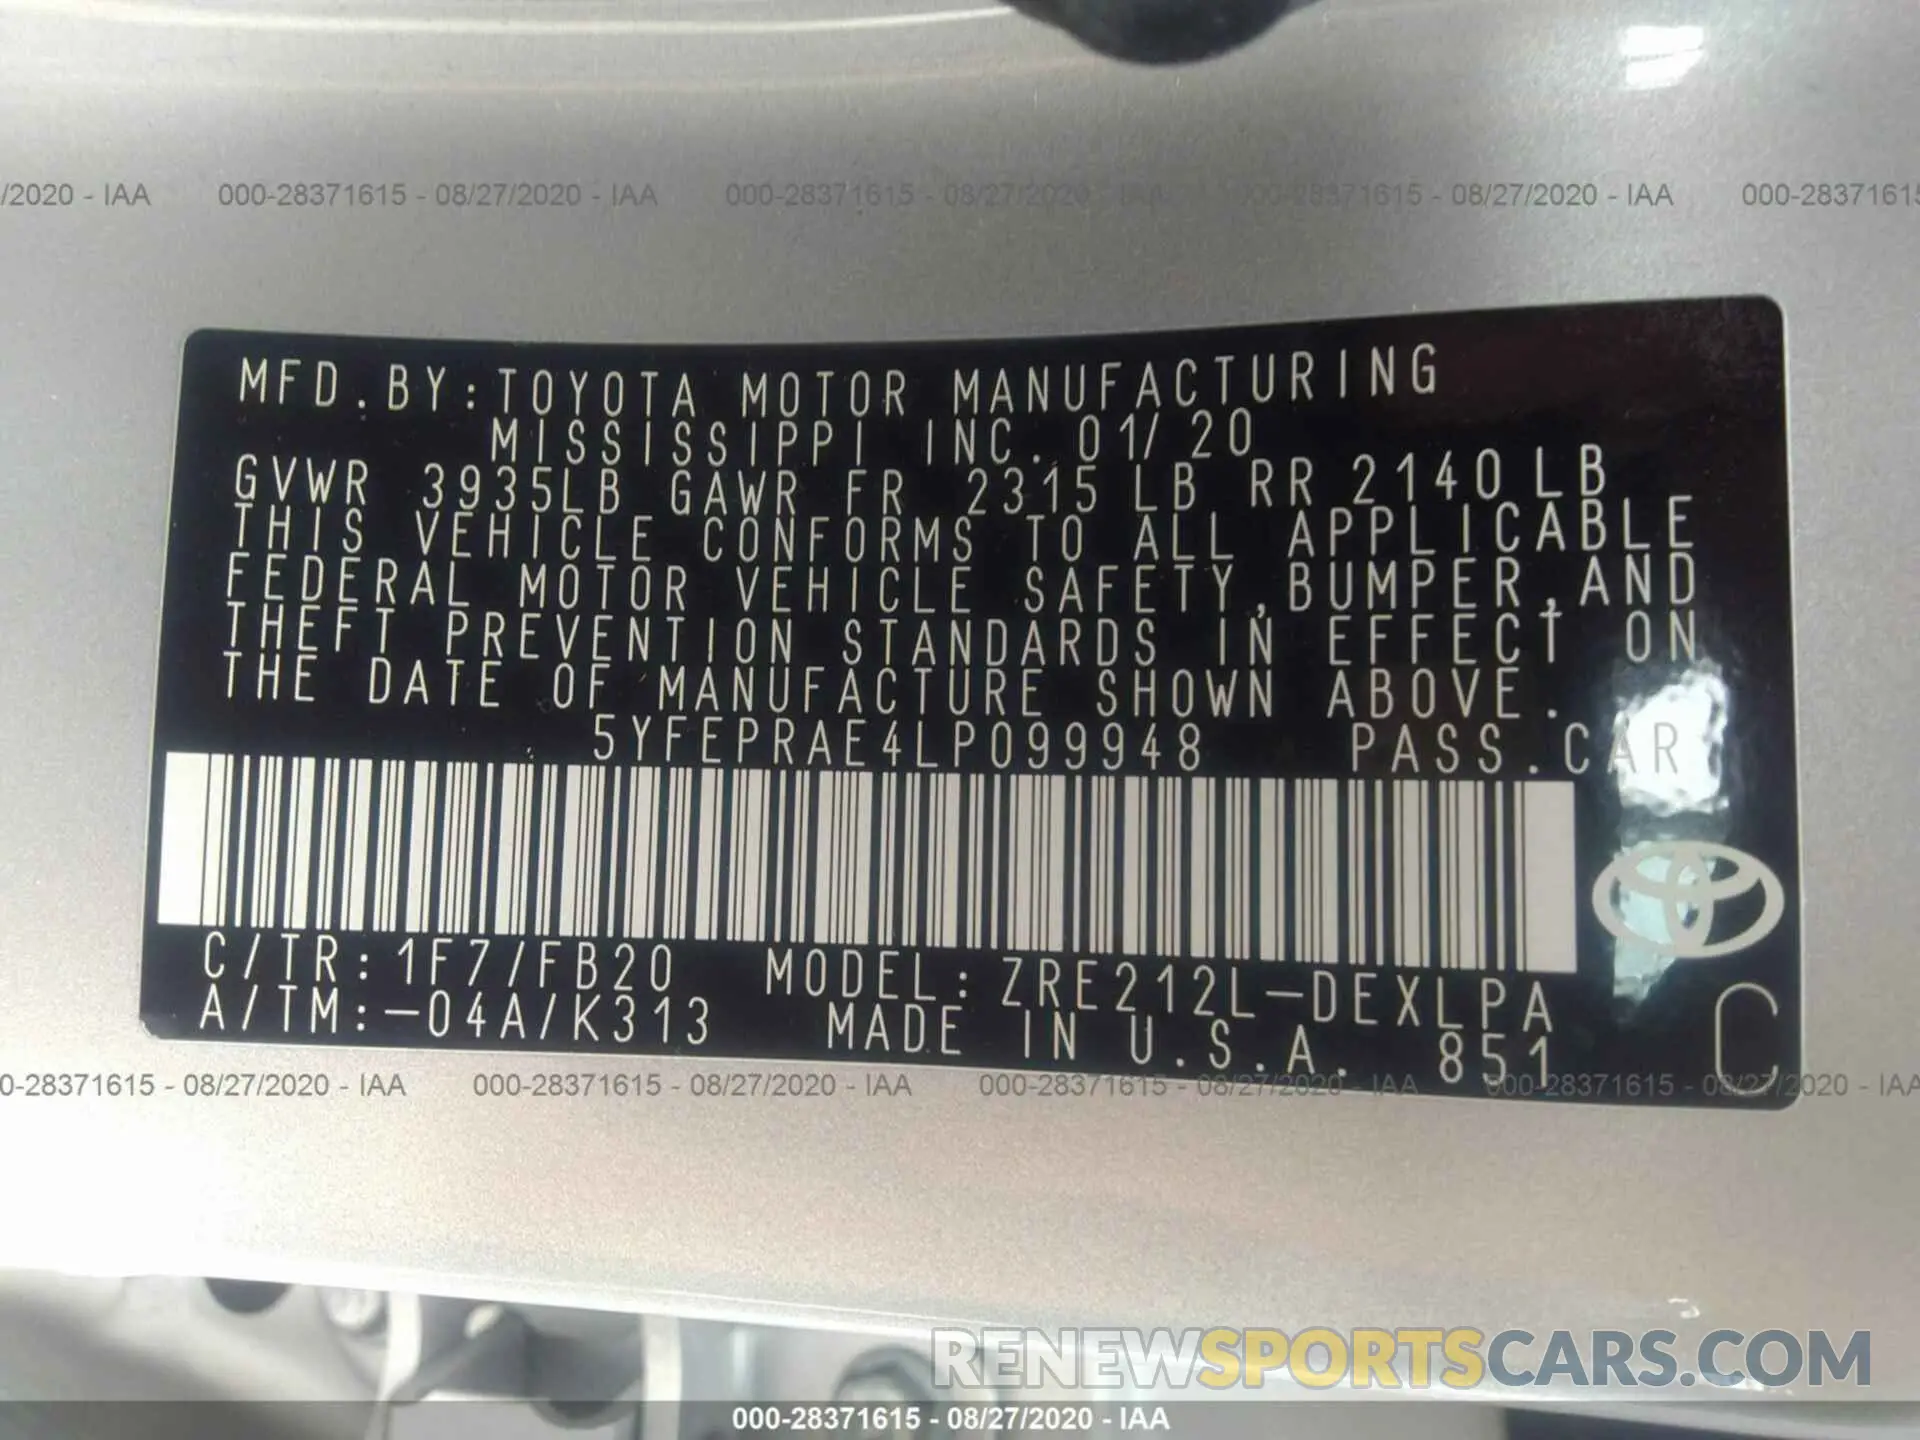 /2020 - IAA 000-28371615 - 08/27/2020 - IAA 000-28371615 - 08/27/2020 - IAA 000-28371615 - 08/27/2020 - IAA 000-28371615
MFD.BY:TOYOTA MOTOR MANUFACTURING
MISSISSIPPI INC. 01/20
GVWR 3935LB GAWR FR 2315LB RR 2140LB
THIS VEHICLE CONFORMS TO ALL APPLICABLE
FEDERAL MOTOR VEHICLE SAFETY,BUMPER,AND
THEFT PREVENTION STANDARDS IN EFFECT ON
THE DATE OF MANUFACTURE SHOWN ABOVE.
5YFEPRAE4LP099948 PASS.CAR
C/TR:1F7/FB20 MODEL:ZRE212L-DEXLPA
A/TM:-04A/K313 MADE IN U.S.A. 851 C
0-28371615 - 08/27/2020 - IAA 000-28371615 - 08/27/2020 - IAA 000-28371615 - 08/27/2020 - IAA 000-28371615 - 08/27/2020 - IAA
RENEWSPORTSCARS.COM
000-28371615 - 08/27/2020 - IAA